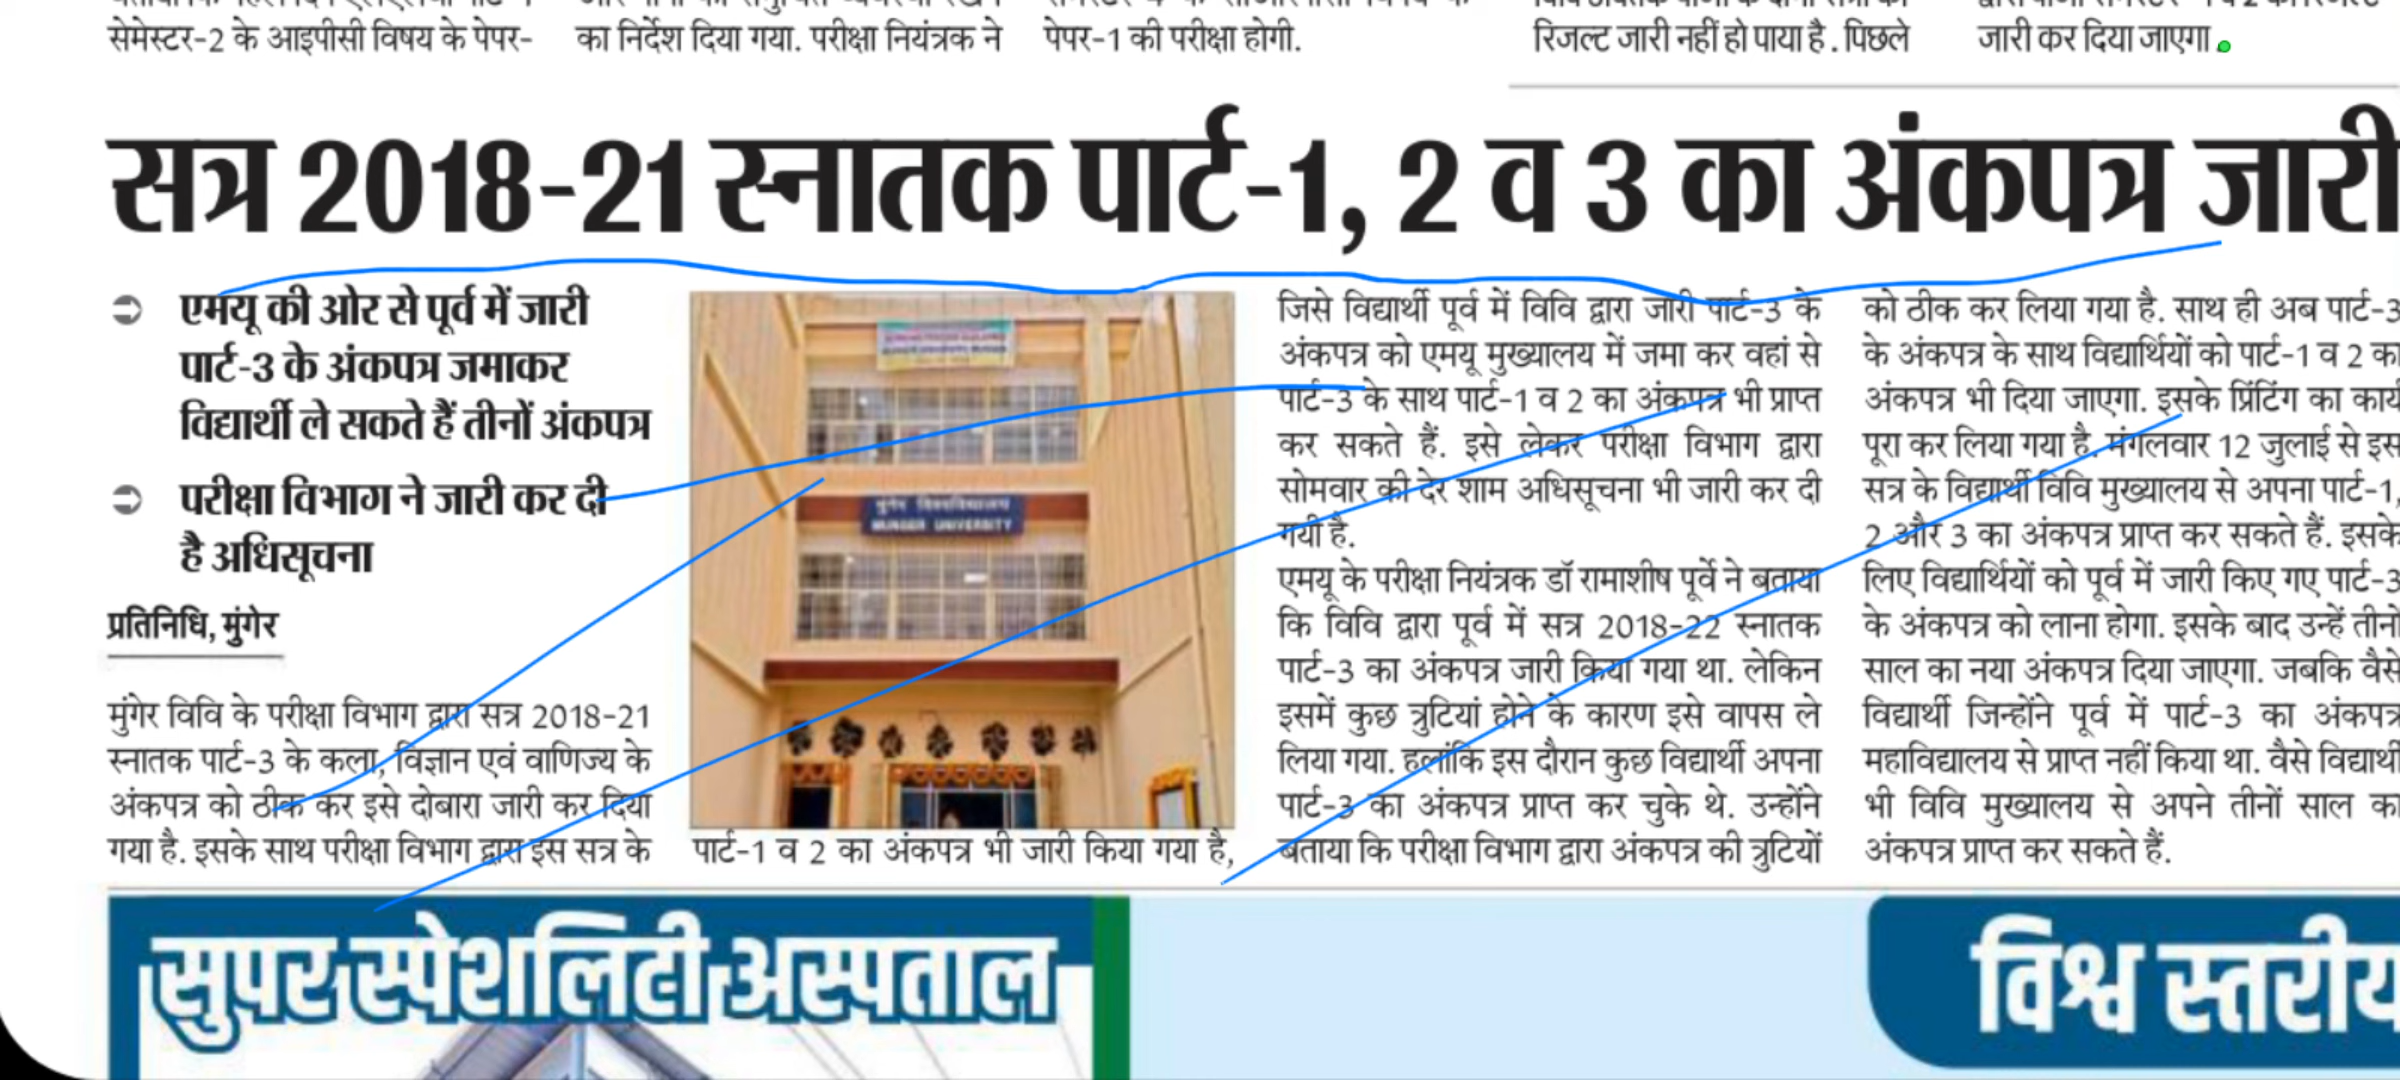 सेमेस्टर-2 के आइपीसी विषय के पेपर-
का निर्देश दिया गया. परीक्षा नियंत्रक ने
पेपर-1 की परीक्षा होगी.
रिजल्ट जारी नहीं हो पाया है. पिछले
जारी कर दिया जाएगा.
सत्र 2018-21 स्नातक पार्ट-1, 2 व 3 का अंकपत्र जारी
एमयू की ओर से पूर्व में जारी
पार्ट-3 के अंकपत्र जमाकर
विद्यार्थी ले सकते हैं तीनों अंकपत्र
परीक्षा विभाग ने जारी कर दी
है अधिसूचना
प्रतिनिधि, मुंगेर
मुंगेर विवि के परीक्षा विभाग द्वारा सत्र 2018-21
स्नातक पार्ट-3 के कला, विज्ञान एवं वाणिज्य के
अंकपत्र को ठीक कर इसे दोबारा जारी कर दिया
गया है. इसके साथ परीक्षा विभाग द्वारा इस सत्र के
मुंगेर विश्वविद्यालय
MUNGER UNIVERSITY
पार्ट-1 व 2 का अंकपत्र भी जारी किया गया है,
जिसे विद्यार्थी पूर्व में विवि द्वारा जारी पार्ट-3 के
अंकपत्र को एमयू मुख्यालय में जमा कर वहां से
पार्ट-3 के साथ पार्ट-1 व 2 का अंकपत्र भी प्राप्त
कर सकते हैं. इसे लेकर परीक्षा विभाग द्वारा
सोमवार की देर शाम अधिसूचना भी जारी कर दी
गयी है.
एमयू के परीक्षा नियंत्रक डॉ रामाशीष पूर्वे ने बताया
कि विवि द्वारा पूर्व में सत्र 2018-22 स्नातक
पार्ट-3 का अंकपत्र जारी किया गया था. लेकिन
इसमें कुछ त्रुटियां होने के कारण इसे वापस ले
लिया गया. हलांकि इस दौरान कुछ विद्यार्थी अपना
पार्ट-3 का अंकपत्र प्राप्त कर चुके थे. उन्होंने
बताया कि परीक्षा विभाग द्वारा अंकपत्र की त्रुटियों
को ठीक कर लिया गया है. साथ ही अब पार्ट-3
के अंकपत्र के साथ विद्यार्थियों को पार्ट-1 व 2 का
अंकपत्र भी दिया जाएगा. इसके प्रिंटिंग का कार्य
पूरा कर लिया गया है. मंगलवार 12 जुलाई से इस
सत्र के विद्यार्थी विवि मुख्यालय से अपना पार्ट-1,
2 और 3 का अंकपत्र प्राप्त कर सकते हैं. इसके
लिए विद्यार्थियों को पूर्व में जारी किए गए पार्ट-3
के अंकपत्र को लाना होगा. इसके बाद उन्हें तीनों
साल का नया अंकपत्र दिया जाएगा. जबकि वैसे
विद्यार्थी जिन्होंने पूर्व में पार्ट-3 का अंकपत्र
महाविद्यालय से प्राप्त नहीं किया था. वैसे विद्यार्थी
भी विवि मुख्यालय से अपने तीनों साल का
अंकपत्र प्राप्त कर सकते हैं.
सुपर स्पेशलिटी अस्पताल
विश्व स्तरीय